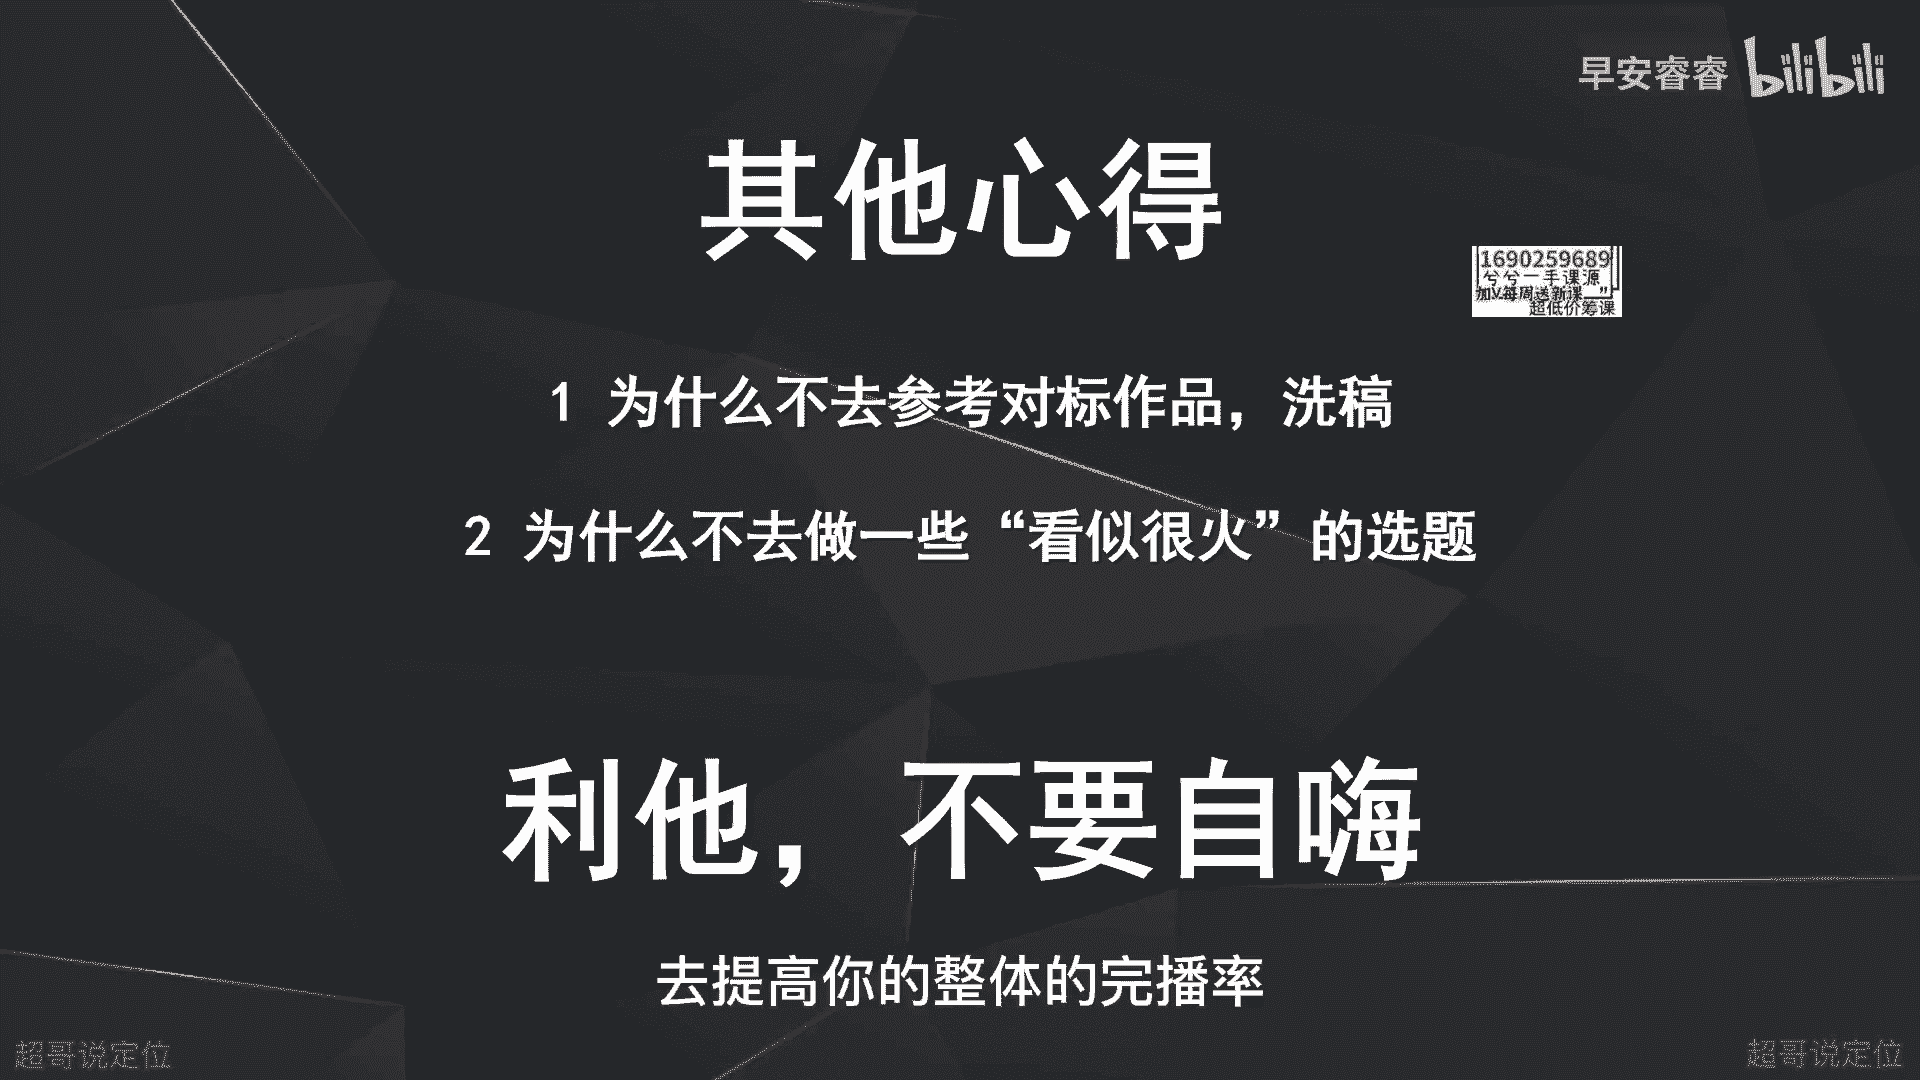 早安睿睿 bilibili
其他心得
1690259689
兮兮一手课源
加V每周送新课
超低价筹课
1 为什么不去参考对标作品，洗稿
2 为什么不去做一些“看似很火”的选题
利他，不要自嗨
去提高你的整体的完播率
超哥说定位
超哥说定位